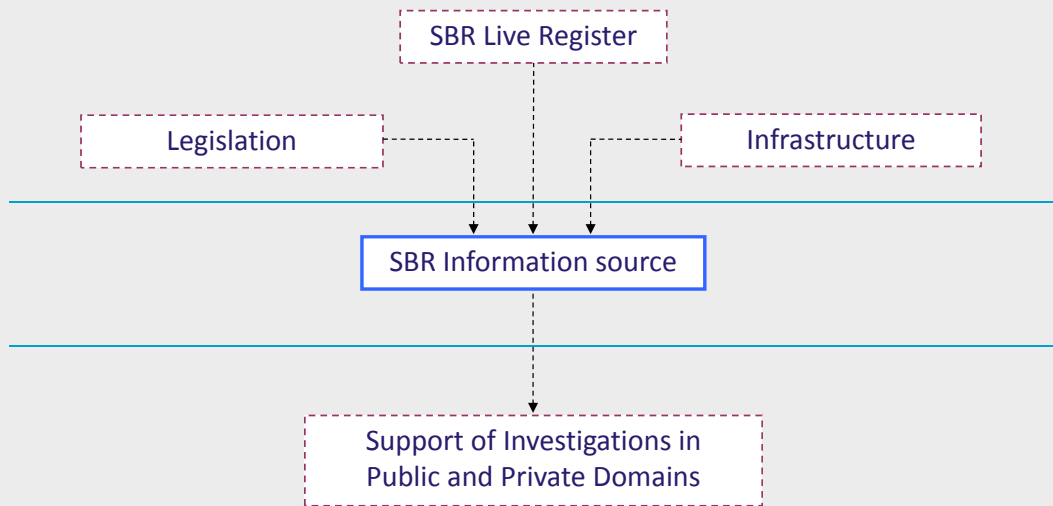 SBR Live Register
Legislation
Infrastructure
SBR Information source
Support of Investigations in
Public and Private Domains